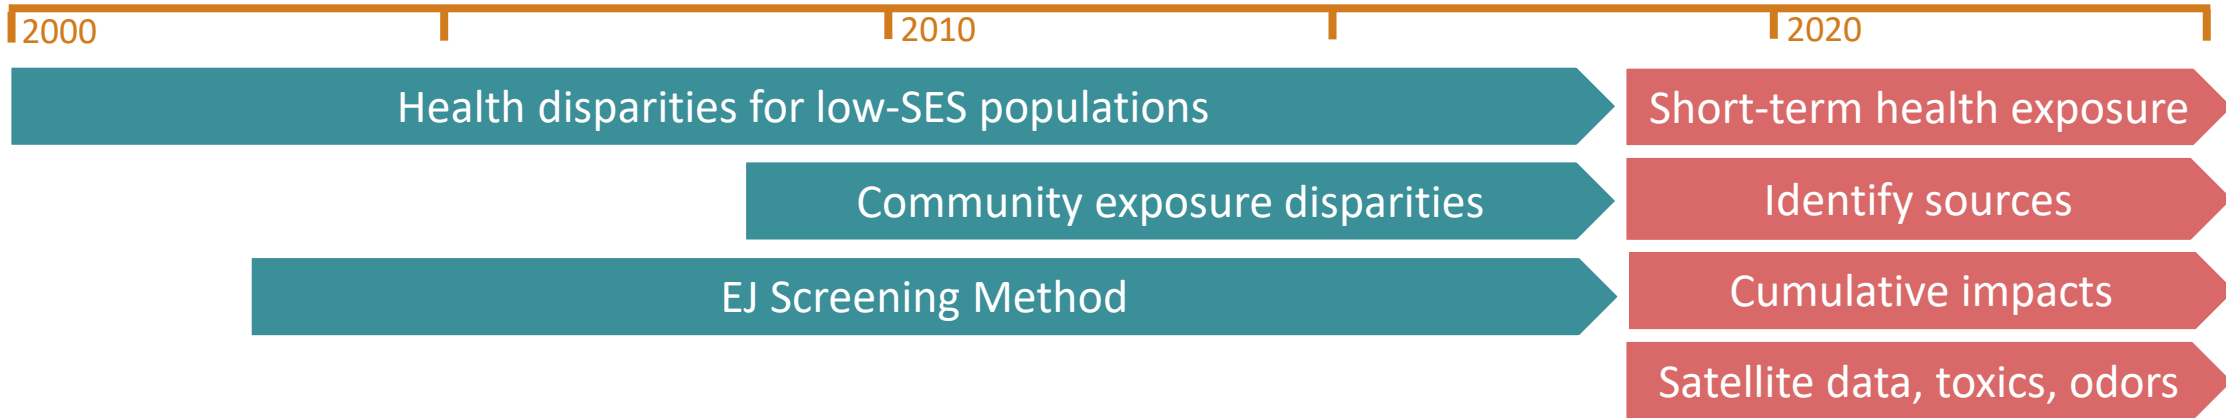 2000
2010
2020
Health disparities for low-SES populations
Short-term health exposure
Community exposure disparities
Identify sources
EJ Screening Method
Cumulative impacts
Satellite data, toxics, odors